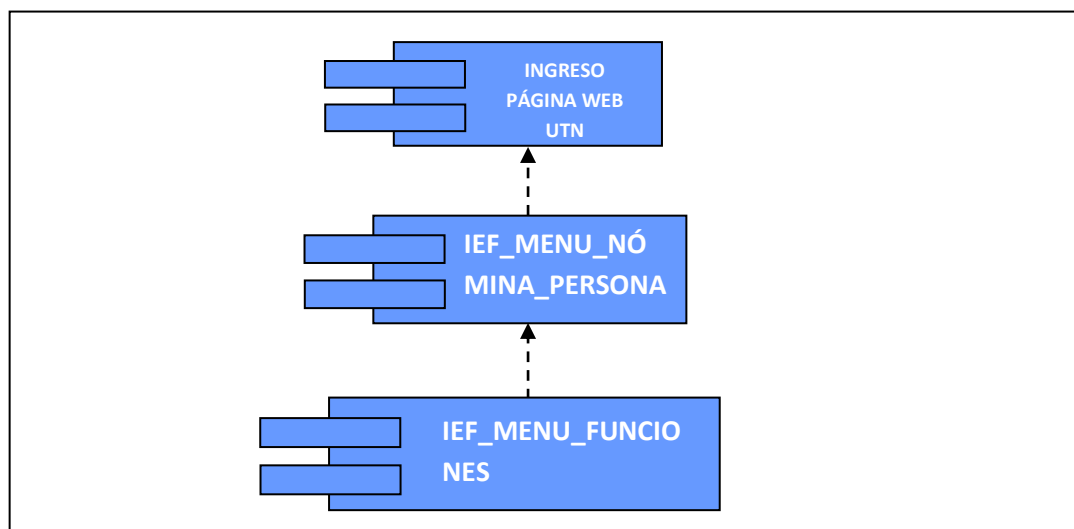 INGRESO
PÁGINA WEB
UTN
IEF_MENU_NÓ
MINA_PERSONA
IEF_MENU_FUNCIO
NES